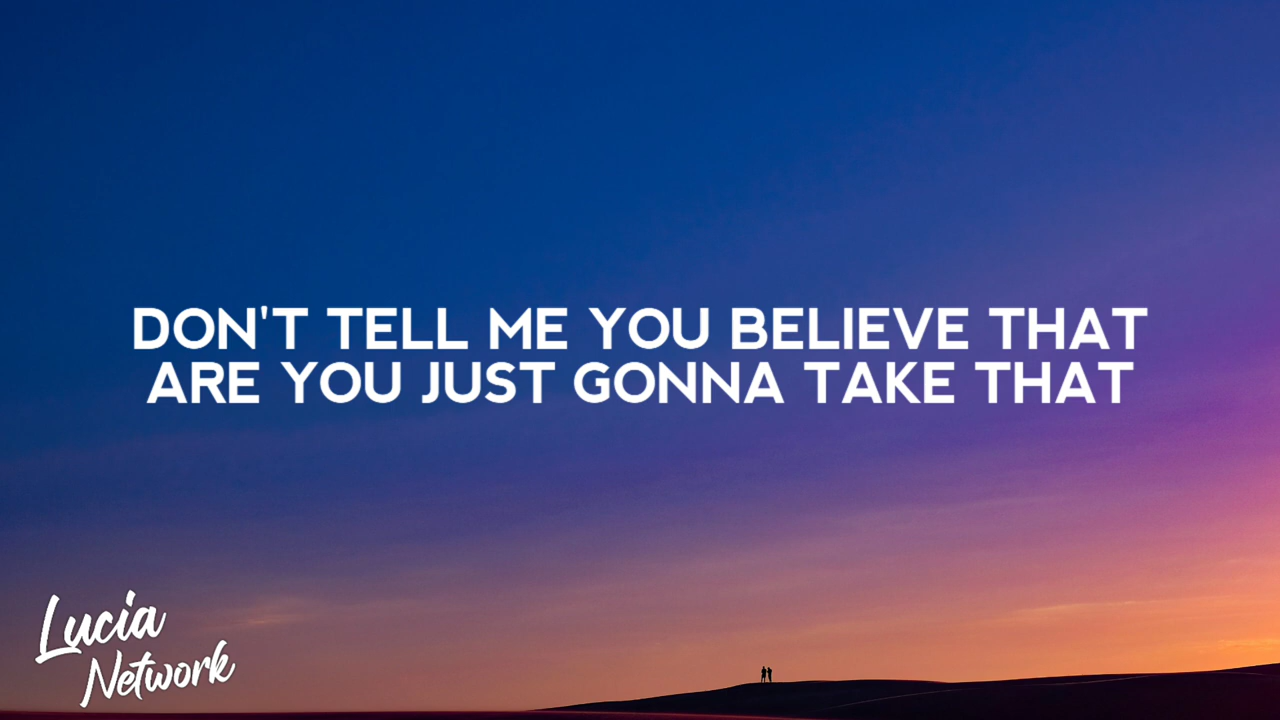 DON'T TELL ME YOU BELIEVE THAT
ARE YOU JUST GONNA TAKE THAT
Lucia
Network